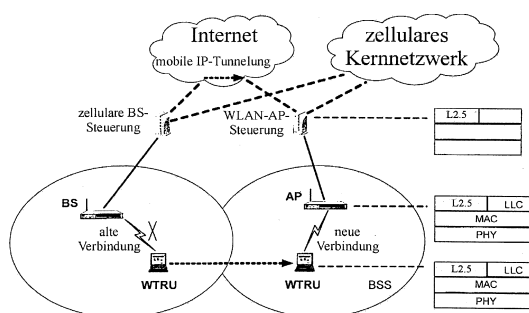 Internet
mobile IP-Tunnelung
zellulares
Kernnetzwerk
zellulare BS-
Steuerung
WLAN-AP-
Steuerung
L2.5
BS
alte
Verbindung
WTRU
AP
neue
Verbindung
WTRU
BSS
L2.5 LLC
MAC
PHY
L2.5 LLC
MAC
PHY